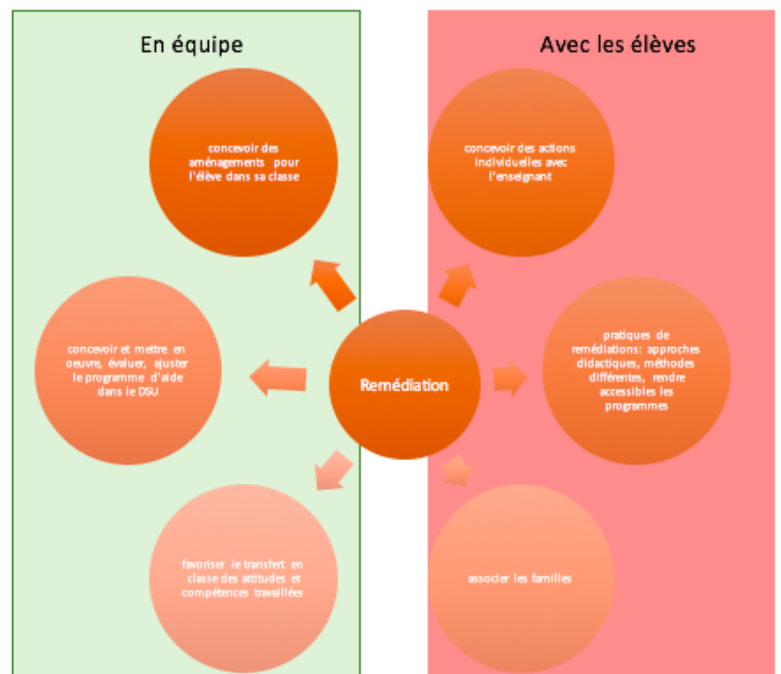 En équipe
concevoir des
aménagements pour
l'élève dans sa classe
concevoir et mettre en
oeuvre, évaluer, ajuster
le programme d'aide
dans le DSU
favoriser le transfert en
classe des attitudes et
compétences travaillées
Remédiation
Avec les élèves
concevoir des actions
individuelles avec
l'enseignant
pratiques de
remédiations: approches
didactiques, méthodes
différentes, rendre
accessibles les
programmes
associer les familles